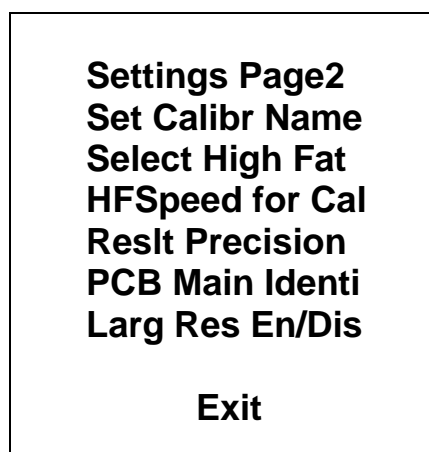 Settings Page2
Set Calibr Name
Select High Fat
HFSpeed for Cal
ResIt Precision
PCB Main Identi
Larg Res En/Dis
Exit